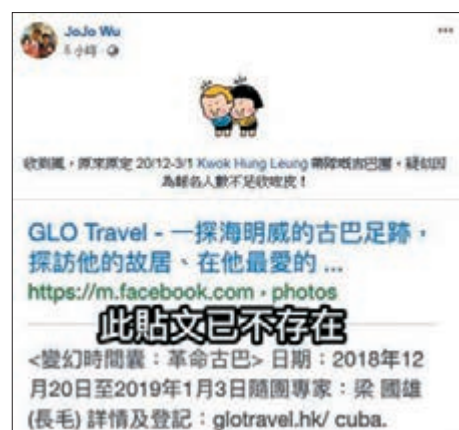 JoJo Wu
5小時
收到風，原來原定 20/12-3/1 Kwok Hung Leung 帶隊嘅古巴團，疑似因
為報名人數不足收咗皮！
GLO Travel - 一探海明威的古巴足跡，
探訪他的故居、在他最愛的 ...
https://m.facebook.com › photos
此貼文已不存在
<變幻時間囊：革命古巴> 日期：2018年12
月20日至2019年1月3日隨團專家：梁 國雄
(長毛) 詳情及登記：glotravel.hk/ cuba.